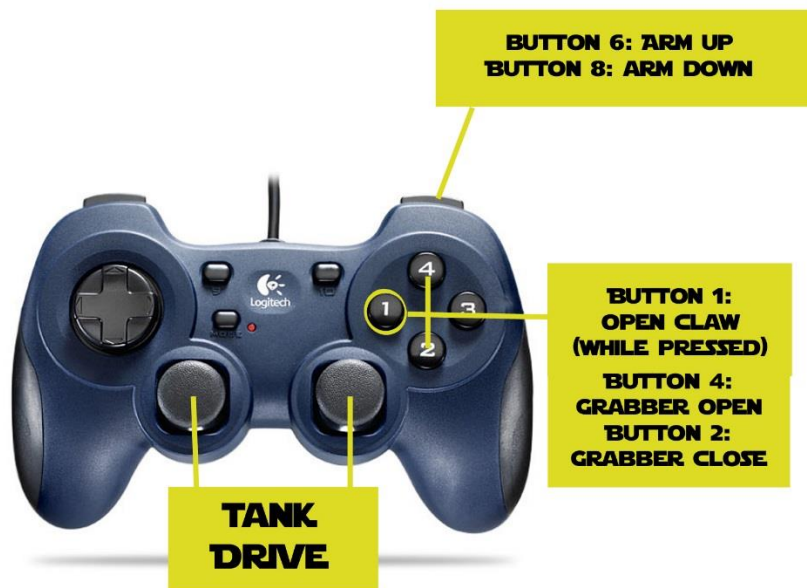 BUTTON 6: ARM UP
BUTTON 8: ARM DOWN
4
1
3
2
Logitech
BUTTON 1:
OPEN CLAW
(WHILE PRESSED)
BUTTON 4:
GRABBER OPEN
BUTTON 2:
GRABBER CLOSE
TANK
DRIVE